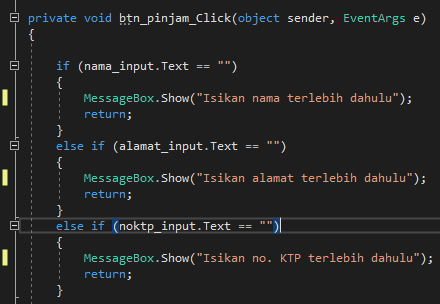 private void btn_pinjam_Click(object sender, EventArgs e)
{
if (nama_input.Text == "")
{
MessageBox.Show("Isikan nama terlebih dahulu");
return;
}
else if (alamat_input.Text == "")
{
MessageBox.Show("Isikan alamat terlebih dahulu");
return;
}
else if (noktp_input.Text == "")
{
MessageBox.Show("Isikan no. KTP terlebih dahulu");
return;
}